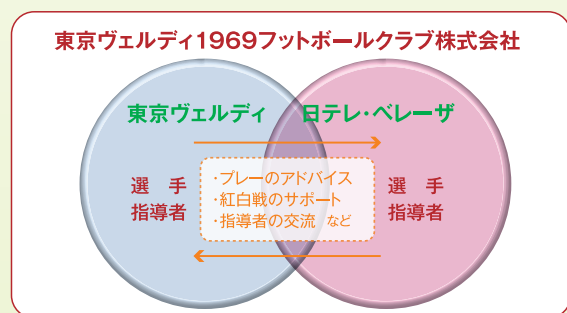 東京ヴェルディ1969フットボールクラブ株式会社
東京ヴェルディ
日テレ・ベレーザ
選 手
指導者
・プレーのアドバイス
・紅白戦のサポート
・指導者の交流 など
選 手
指導者